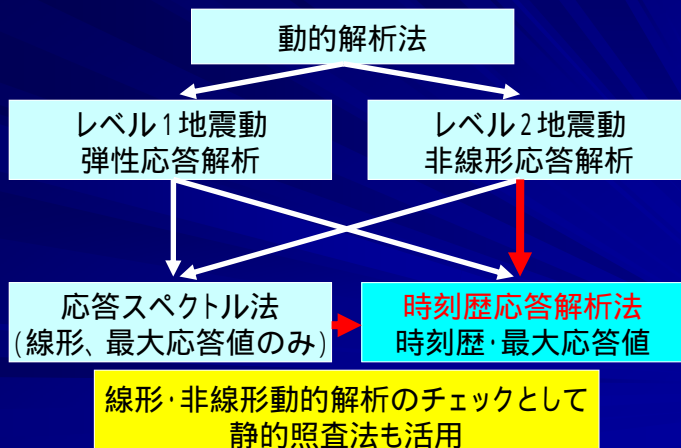 動的解析法
レベル1地震動
弾性応答解析
レベル2地震動
非線形応答解析
応答スペクトル法
(線形、最大応答値のみ)
時刻歴応答解析法
時刻歴・最大応答値
線形・非線形動的解析のチェックとして
静的照査法も活用